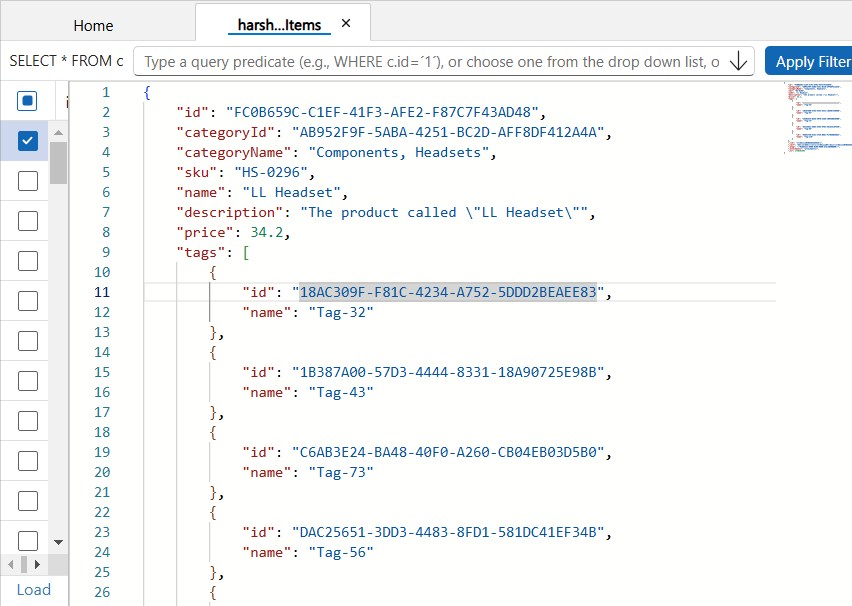 Home
harsh...Items ✕
SELECT * FROM c
Type a query predicate (e.g., WHERE c.id=´1´), or choose one from the drop down list, o
Apply Filter
1 {
2 "id": "FC0B659C-C1EF-41F3-AFE2-F87C7F43AD48",
3 "categoryId": "AB952F9F-5ABA-4251-BC2D-AFF8DF412A4A",
4 "categoryName": "Components, Headsets",
5 "sku": "HS-0296",
6 "name": "LL Headset",
7 "description": "The product called \"LL Headset\"",
8 "price": 34.2,
9 "tags": [
10 {
11 "id": "18AC309F-F81C-4234-A752-5DDD2BEAEE83",
12 "name": "Tag-32"
13 },
14 {
15 "id": "1B387A00-57D3-4444-8331-18A90725E98B",
16 "name": "Tag-43"
17 },
18 {
19 "id": "C6AB3E24-BA48-40F0-A260-CB04EB03D5B0",
20 "name": "Tag-73"
21 },
22 {
23 "id": "DAC25651-3DD3-4483-8FD1-581DC41EF34B",
24 "name": "Tag-56"
25 },
26 {
Load